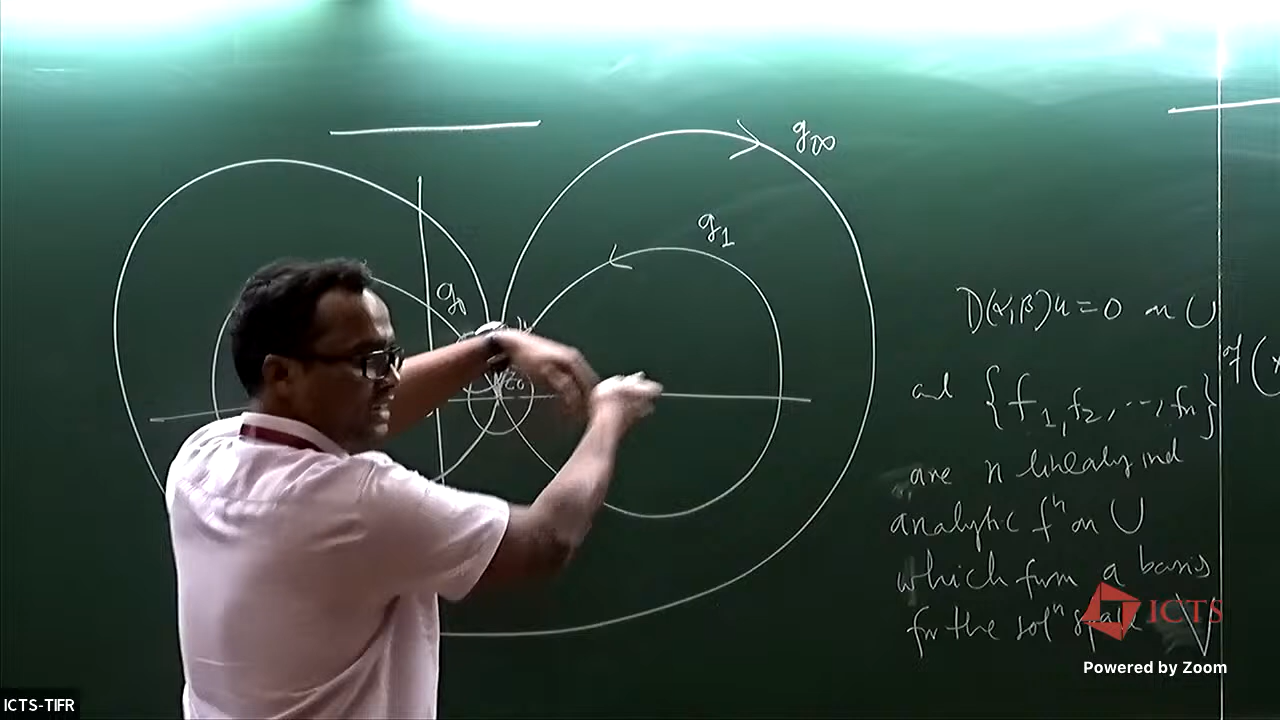 g∞
g1
g0
z0
D(α,β)u = 0 on U
and {f1, f2, ..., fn}
are n linearly ind
analytic fⁿ on U
which form a basis
for the solⁿ space V
ICTS
Powered by Zoom
ICTS-TIFR